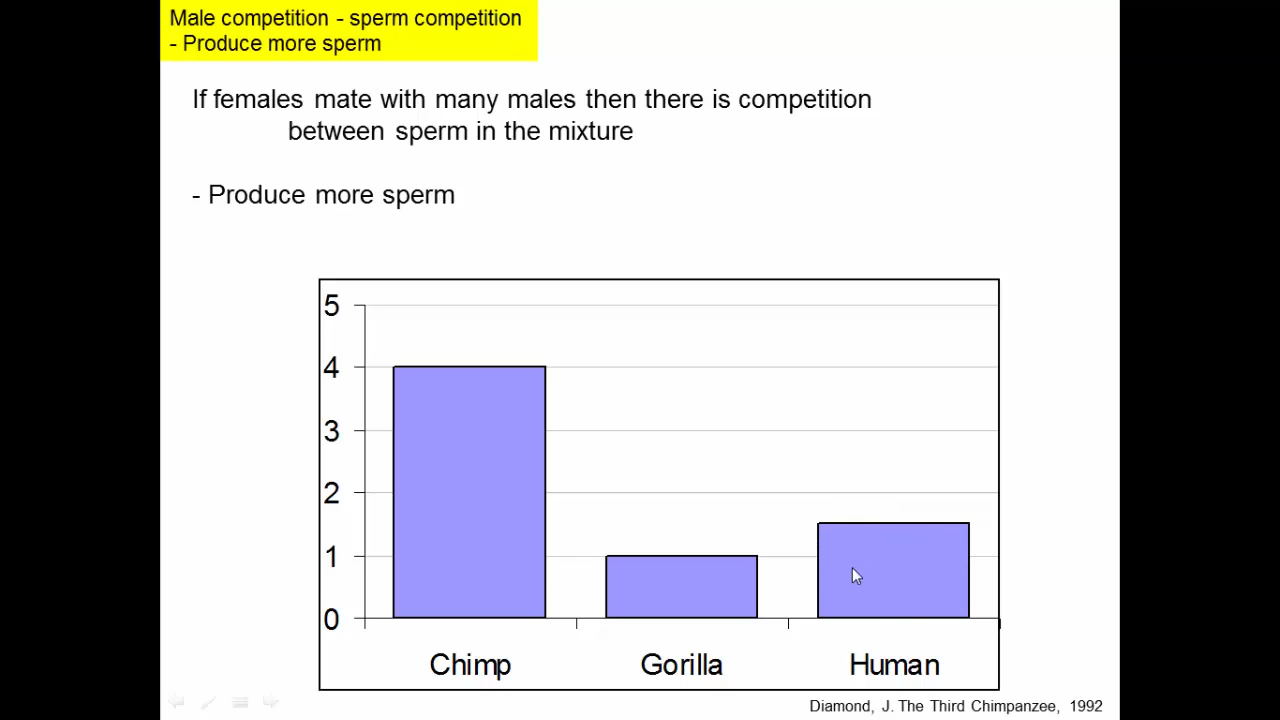 Male competition - sperm competition
- Produce more sperm
If females mate with many males then there is competition
between sperm in the mixture
- Produce more sperm
5
4
3
2
1
0
Chimp Gorilla Human
Diamond, J. The Third Chimpanzee, 1992